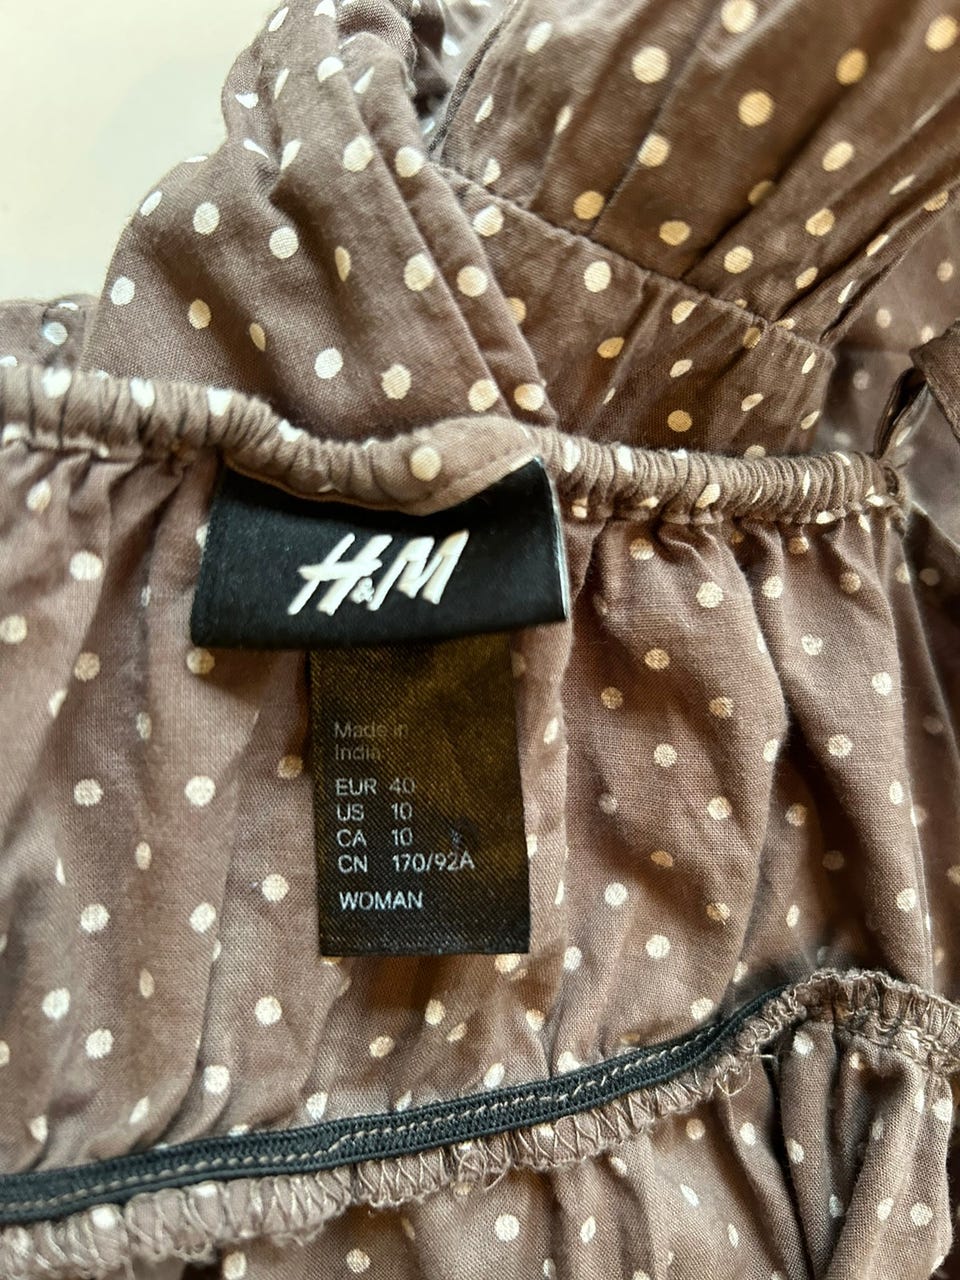 H&M
Made in
India
EUR 40
US 10
CA 10
CN 170/92A
WOMAN